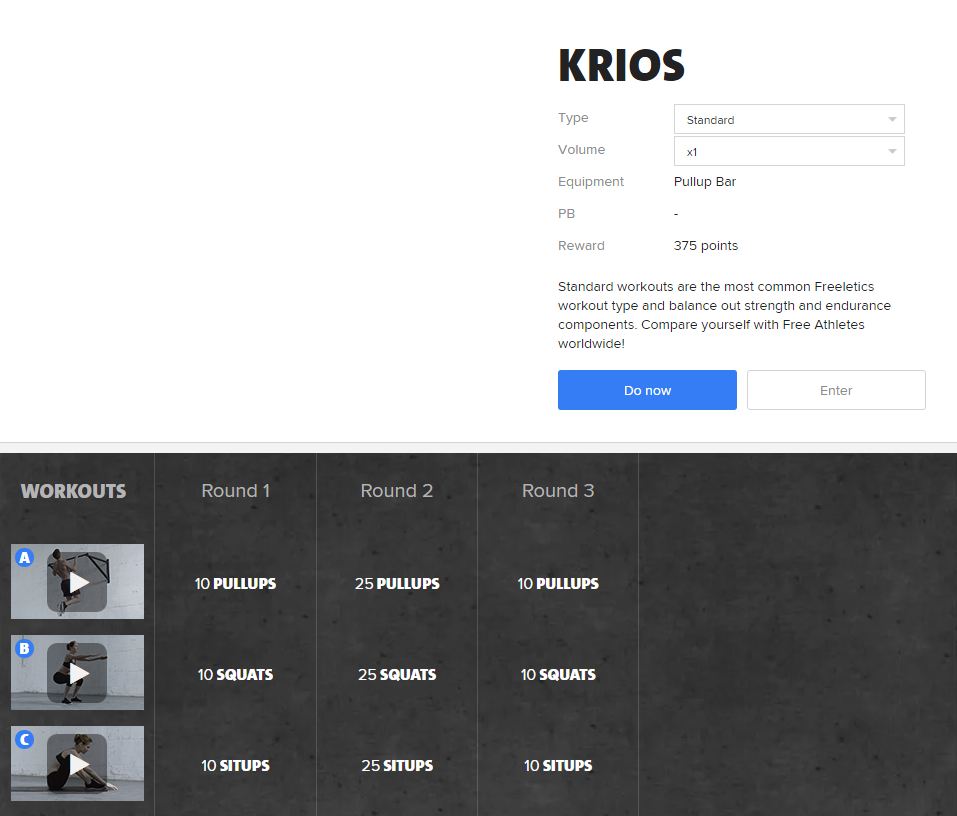 KRIOS
Type Standard
Volume x1
Equipment Pullup Bar
PB -
Reward 375 points
Standard workouts are the most common Freeletics
workout type and balance out strength and endurance
components. Compare yourself with Free Athletes
worldwide!
Do now Enter
WORKOUTS Round 1 Round 2 Round 3
A 10 PULLUPS 25 PULLUPS 10 PULLUPS
B 10 SQUATS 25 SQUATS 10 SQUATS
C 10 SITUPS 25 SITUPS 10 SITUPS